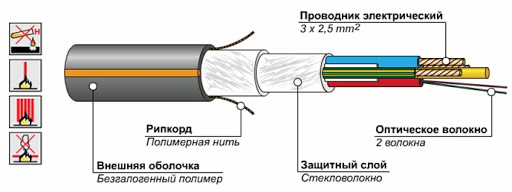 Проводник электрический
3 x 2,5 mm²
H
Рипкорд
Полимерная нить
Оптическое волокно
2 волокна
Внешняя оболочка
Безгалогенный полимер
Защитный слой
Стекловолокно